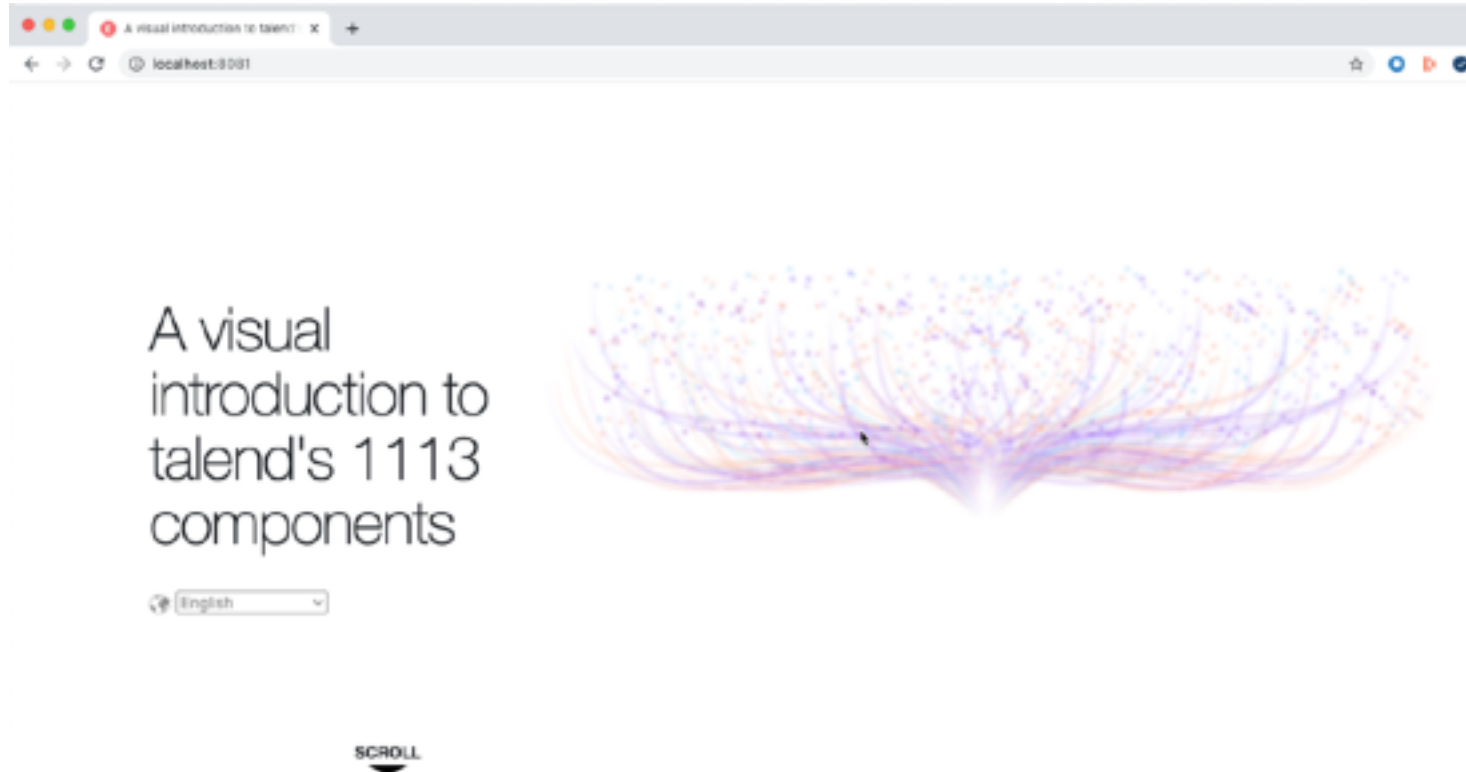 A visual introduction to talend'
localhost:8081
A visual
introduction to
talend's 1113
components
English
SCROLL